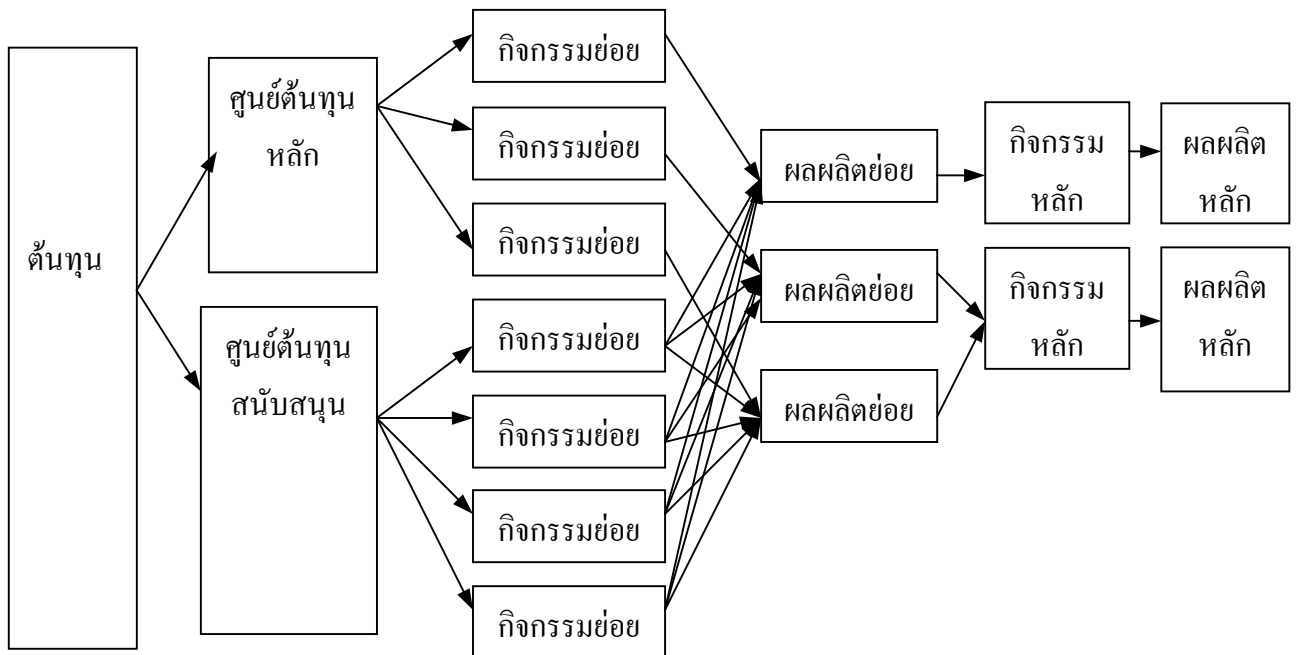 ต้นทุน
ศูนย์ต้นทุน
หลัก
ศูนย์ต้นทุน
สนับสนุน
กิจกรรมย่อย
กิจกรรมย่อย
กิจกรรมย่อย
กิจกรรมย่อย
กิจกรรมย่อย
กิจกรรมย่อย
กิจกรรมย่อย
ผลผลิตย่อย
ผลผลิตย่อย
ผลผลิตย่อย
กิจกรรม
หลัก
กิจกรรม
หลัก
ผลผลิต
หลัก
ผลผลิต
หลัก